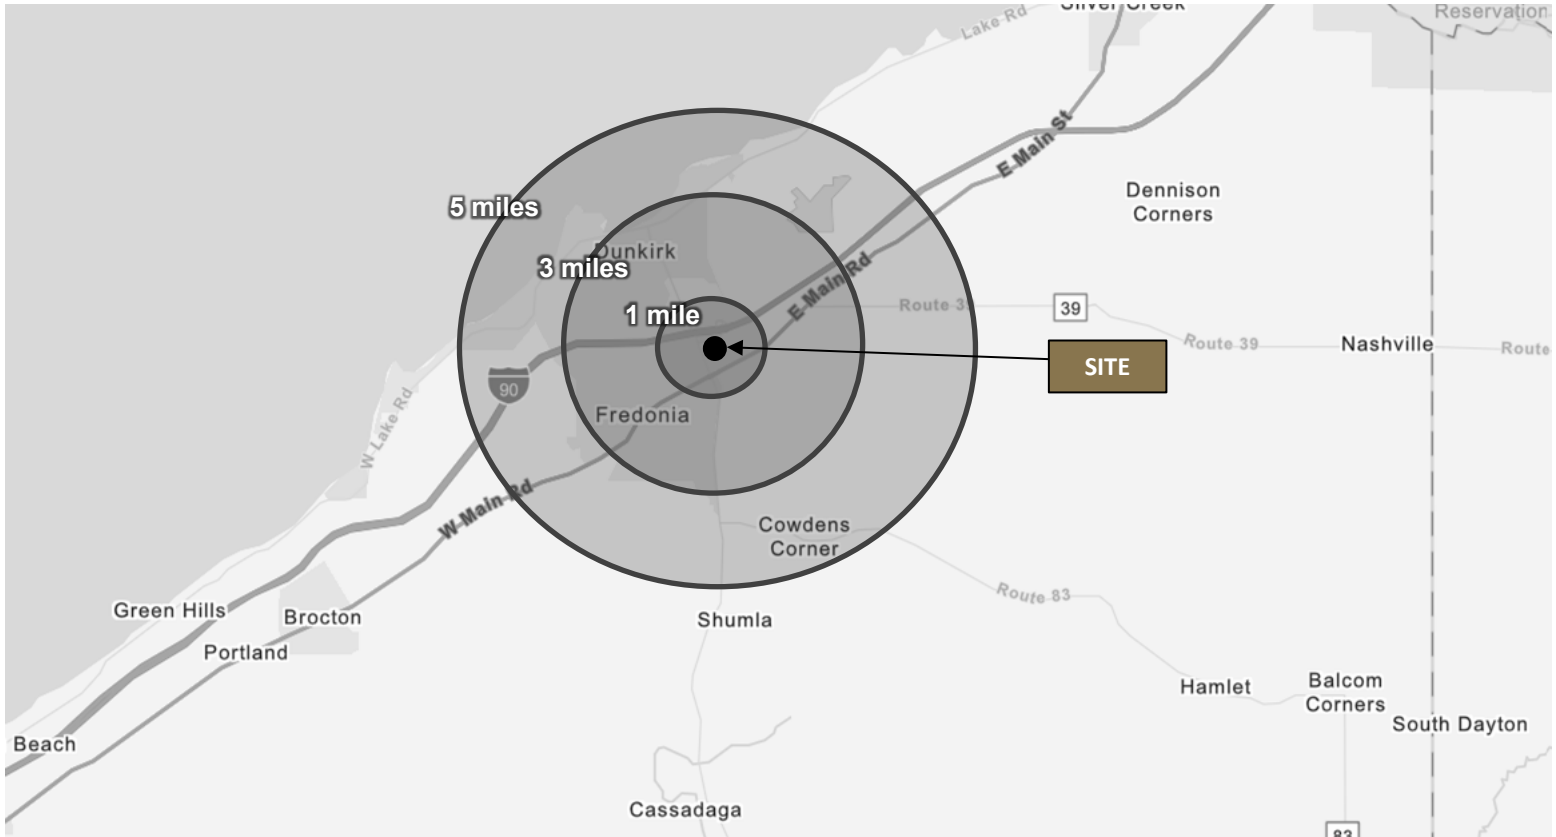 Silver Creek
Reservation
Lake Rd
E Main St
Dennison
Corners
5 miles
Dunkirk
3 miles
E Main Rd
1 mile
Route 39
39
Route 39
Nashville
Route
SITE
90
W Lake Rd
Fredonia
W Main Rd
Cowdens
Corner
Route 83
Green Hills
Brocton
Shumla
Portland
Hamlet
Balcom
Corners
South Dayton
Beach
Cassadaga
83